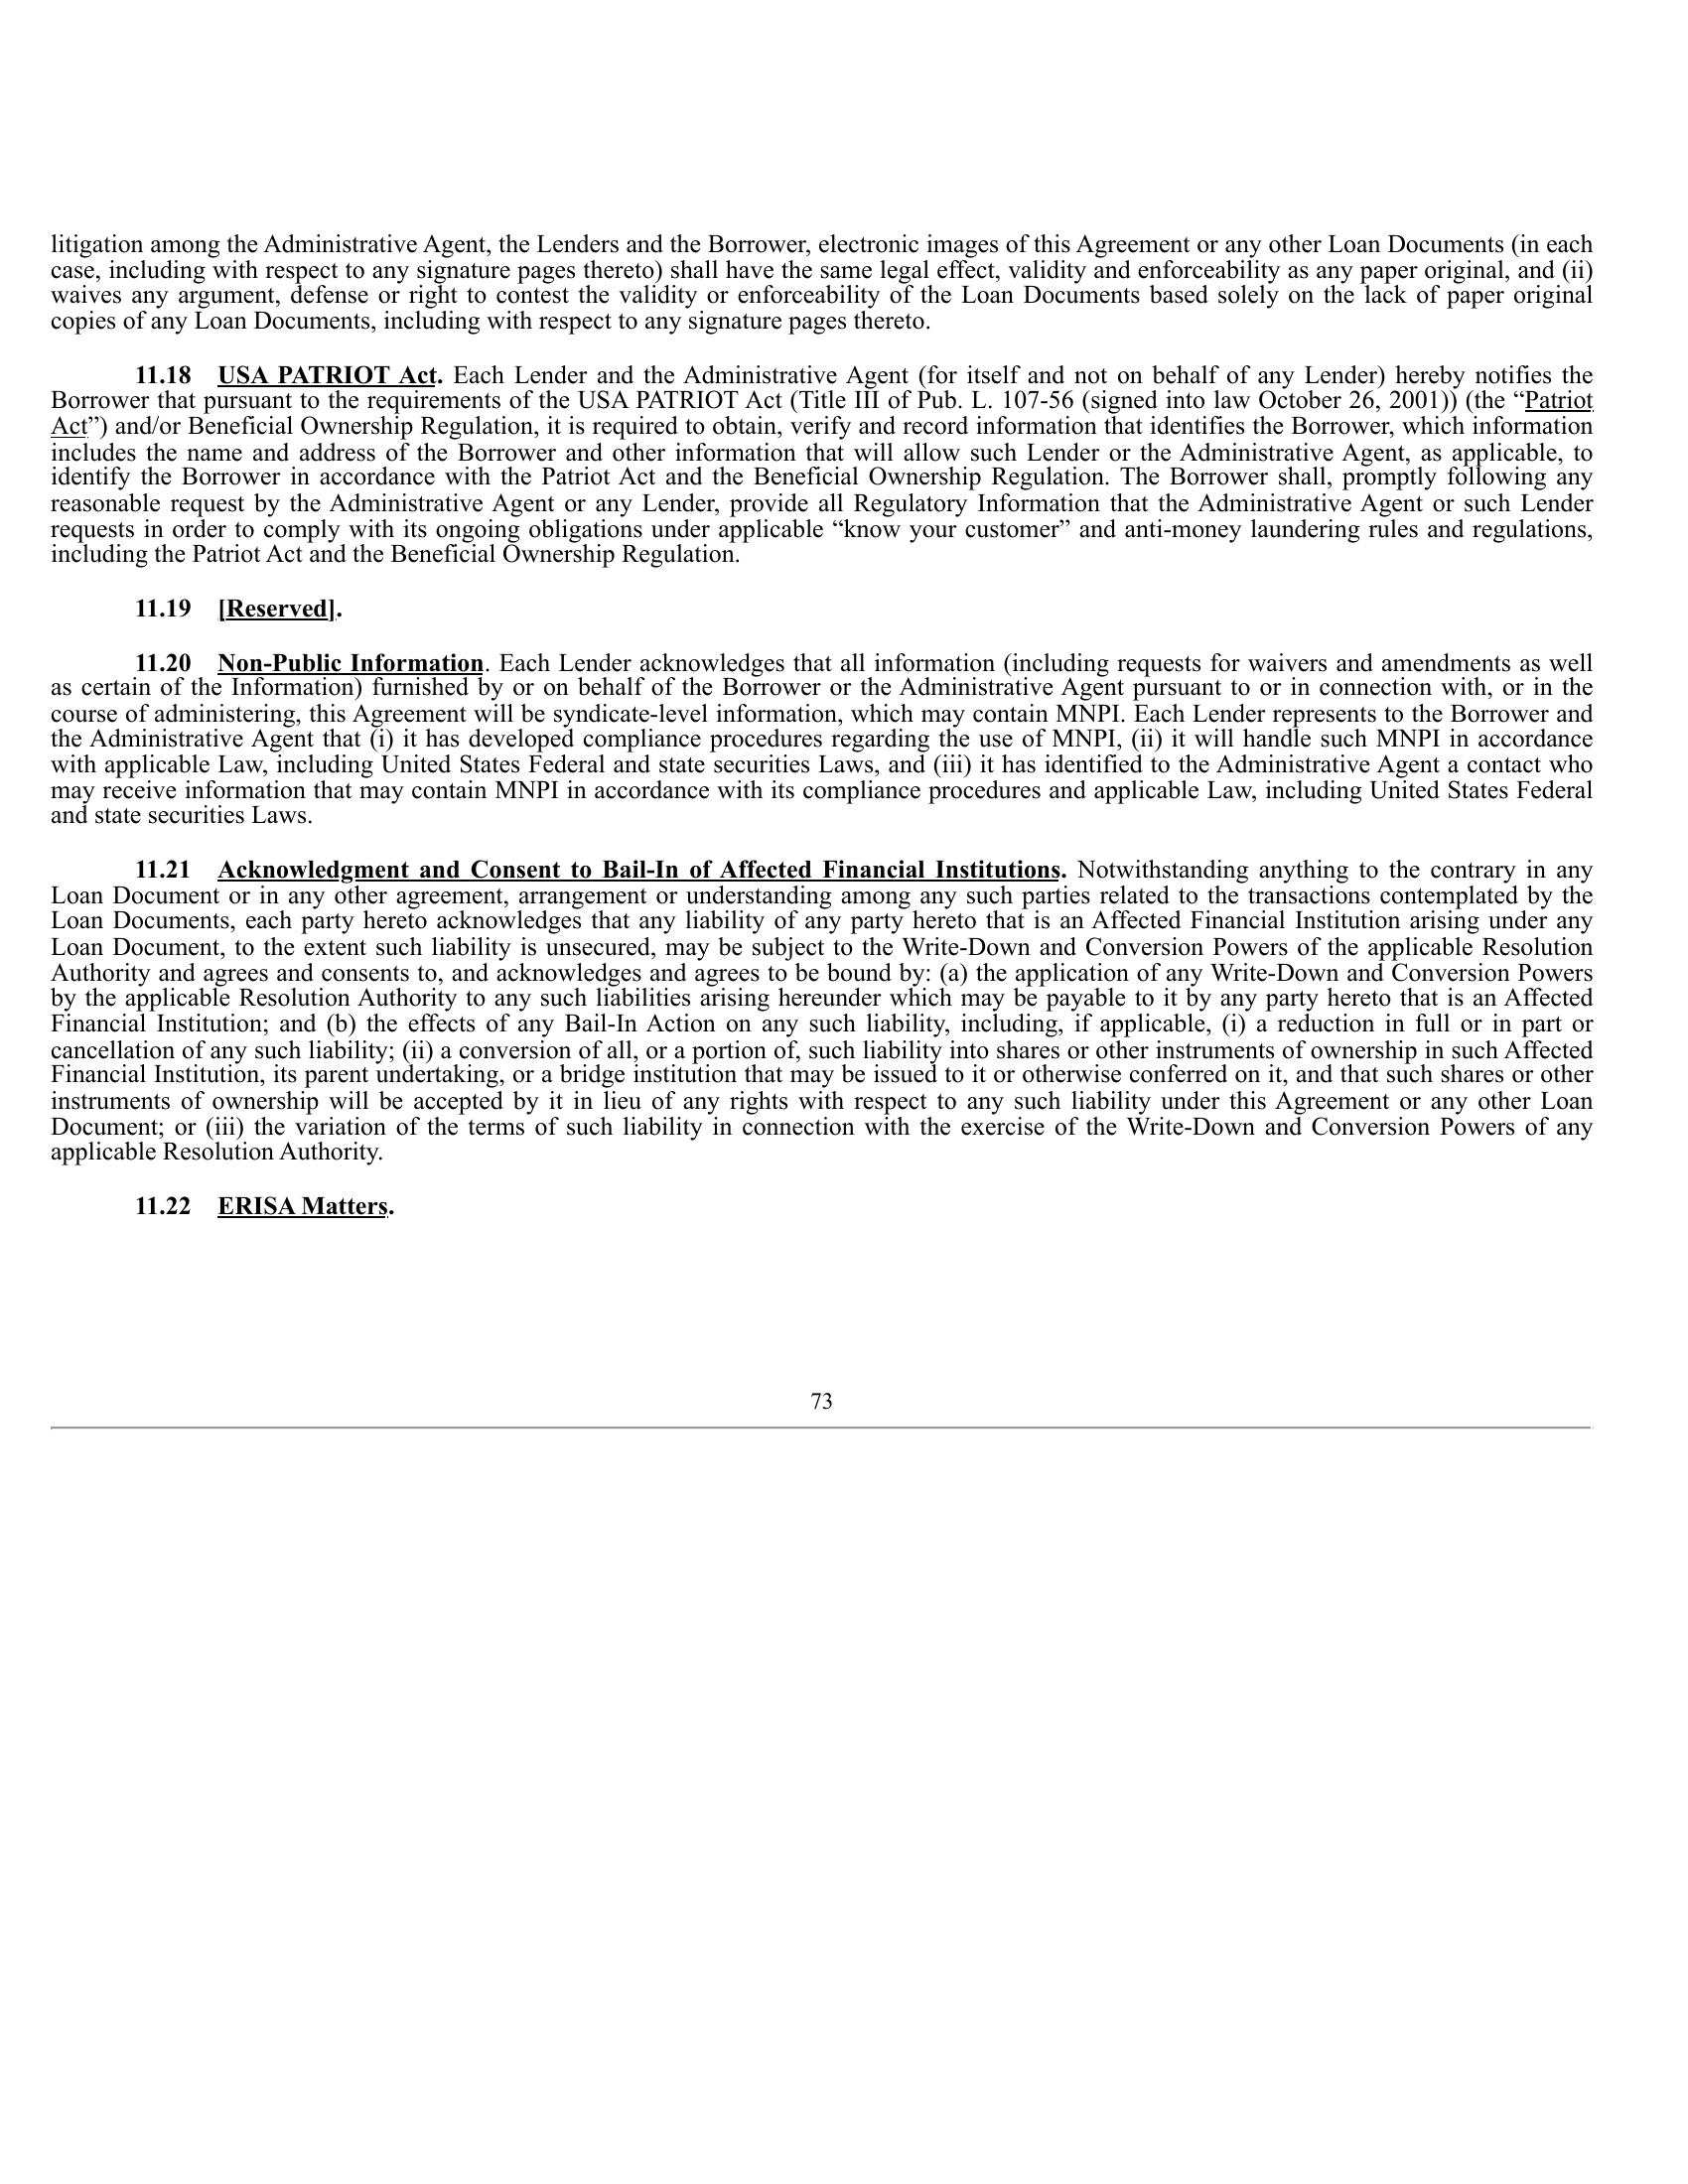 litigation among the Administrative Agent, the Lenders and the Borrower, electronic images of this Agreement or any other Loan Documents (in each
case, including with respect to any signature pages thereto) shall have the same legal effect, validity and enforceability as any paper original, and (ii)
waives any argument, defense or right to contest the validity or enforceability of the Loan Documents based solely on the lack of paper original
copies of any Loan Documents, including with respect to any signature pages thereto.
11.18 USA PATRIOT Act. Each Lender and the Administrative Agent (for itself and not on behalf of any Lender) hereby notifies the
Borrower that pursuant to the requirements of the USA PATRIOT Act (Title III of Pub. L. 107-56 (signed into law October 26, 2001)) (the “Patriot
Act”) and/or Beneficial Ownership Regulation, it is required to obtain, verify and record information that identifies the Borrower, which information
includes the name and address of the Borrower and other information that will allow such Lender or the Administrative Agent, as applicable, to
identify the Borrower in accordance with the Patriot Act and the Beneficial Ownership Regulation. The Borrower shall, promptly following any
reasonable request by the Administrative Agent or any Lender, provide all Regulatory Information that the Administrative Agent or such Lender
requests in order to comply with its ongoing obligations under applicable “know your customer” and anti-money laundering rules and regulations,
including the Patriot Act and the Beneficial Ownership Regulation.
11.19 [Reserved].
11.20 Non-Public Information. Each Lender acknowledges that all information (including requests for waivers and amendments as well
as certain of the Information) furnished by or on behalf of the Borrower or the Administrative Agent pursuant to or in connection with, or in the
course of administering, this Agreement will be syndicate-level information, which may contain MNPI. Each Lender represents to the Borrower and
the Administrative Agent that (i) it has developed compliance procedures regarding the use of MNPI, (ii) it will handle such MNPI in accordance
with applicable Law, including United States Federal and state securities Laws, and (iii) it has identified to the Administrative Agent a contact who
may receive information that may contain MNPI in accordance with its compliance procedures and applicable Law, including United States Federal
and state securities Laws.
11.21 Acknowledgment and Consent to Bail-In of Affected Financial Institutions. Notwithstanding anything to the contrary in any
Loan Document or in any other agreement, arrangement or understanding among any such parties related to the transactions contemplated by the
Loan Documents, each party hereto acknowledges that any liability of any party hereto that is an Affected Financial Institution arising under any
Loan Document, to the extent such liability is unsecured, may be subject to the Write-Down and Conversion Powers of the applicable Resolution
Authority and agrees and consents to, and acknowledges and agrees to be bound by: (a) the application of any Write-Down and Conversion Powers
by the applicable Resolution Authority to any such liabilities arising hereunder which may be payable to it by any party hereto that is an Affected
Financial Institution; and (b) the effects of any Bail-In Action on any such liability, including, if applicable, (i) a reduction in full or in part or
cancellation of any such liability; (ii) a conversion of all, or a portion of, such liability into shares or other instruments of ownership in such Affected
Financial Institution, its parent undertaking, or a bridge institution that may be issued to it or otherwise conferred on it, and that such shares or other
instruments of ownership will be accepted by it in lieu of any rights with respect to any such liability under this Agreement or any other Loan
Document; or (iii) the variation of the terms of such liability in connection with the exercise of the Write-Down and Conversion Powers of any
applicable Resolution Authority.
11.22 ERISA Matters.
73